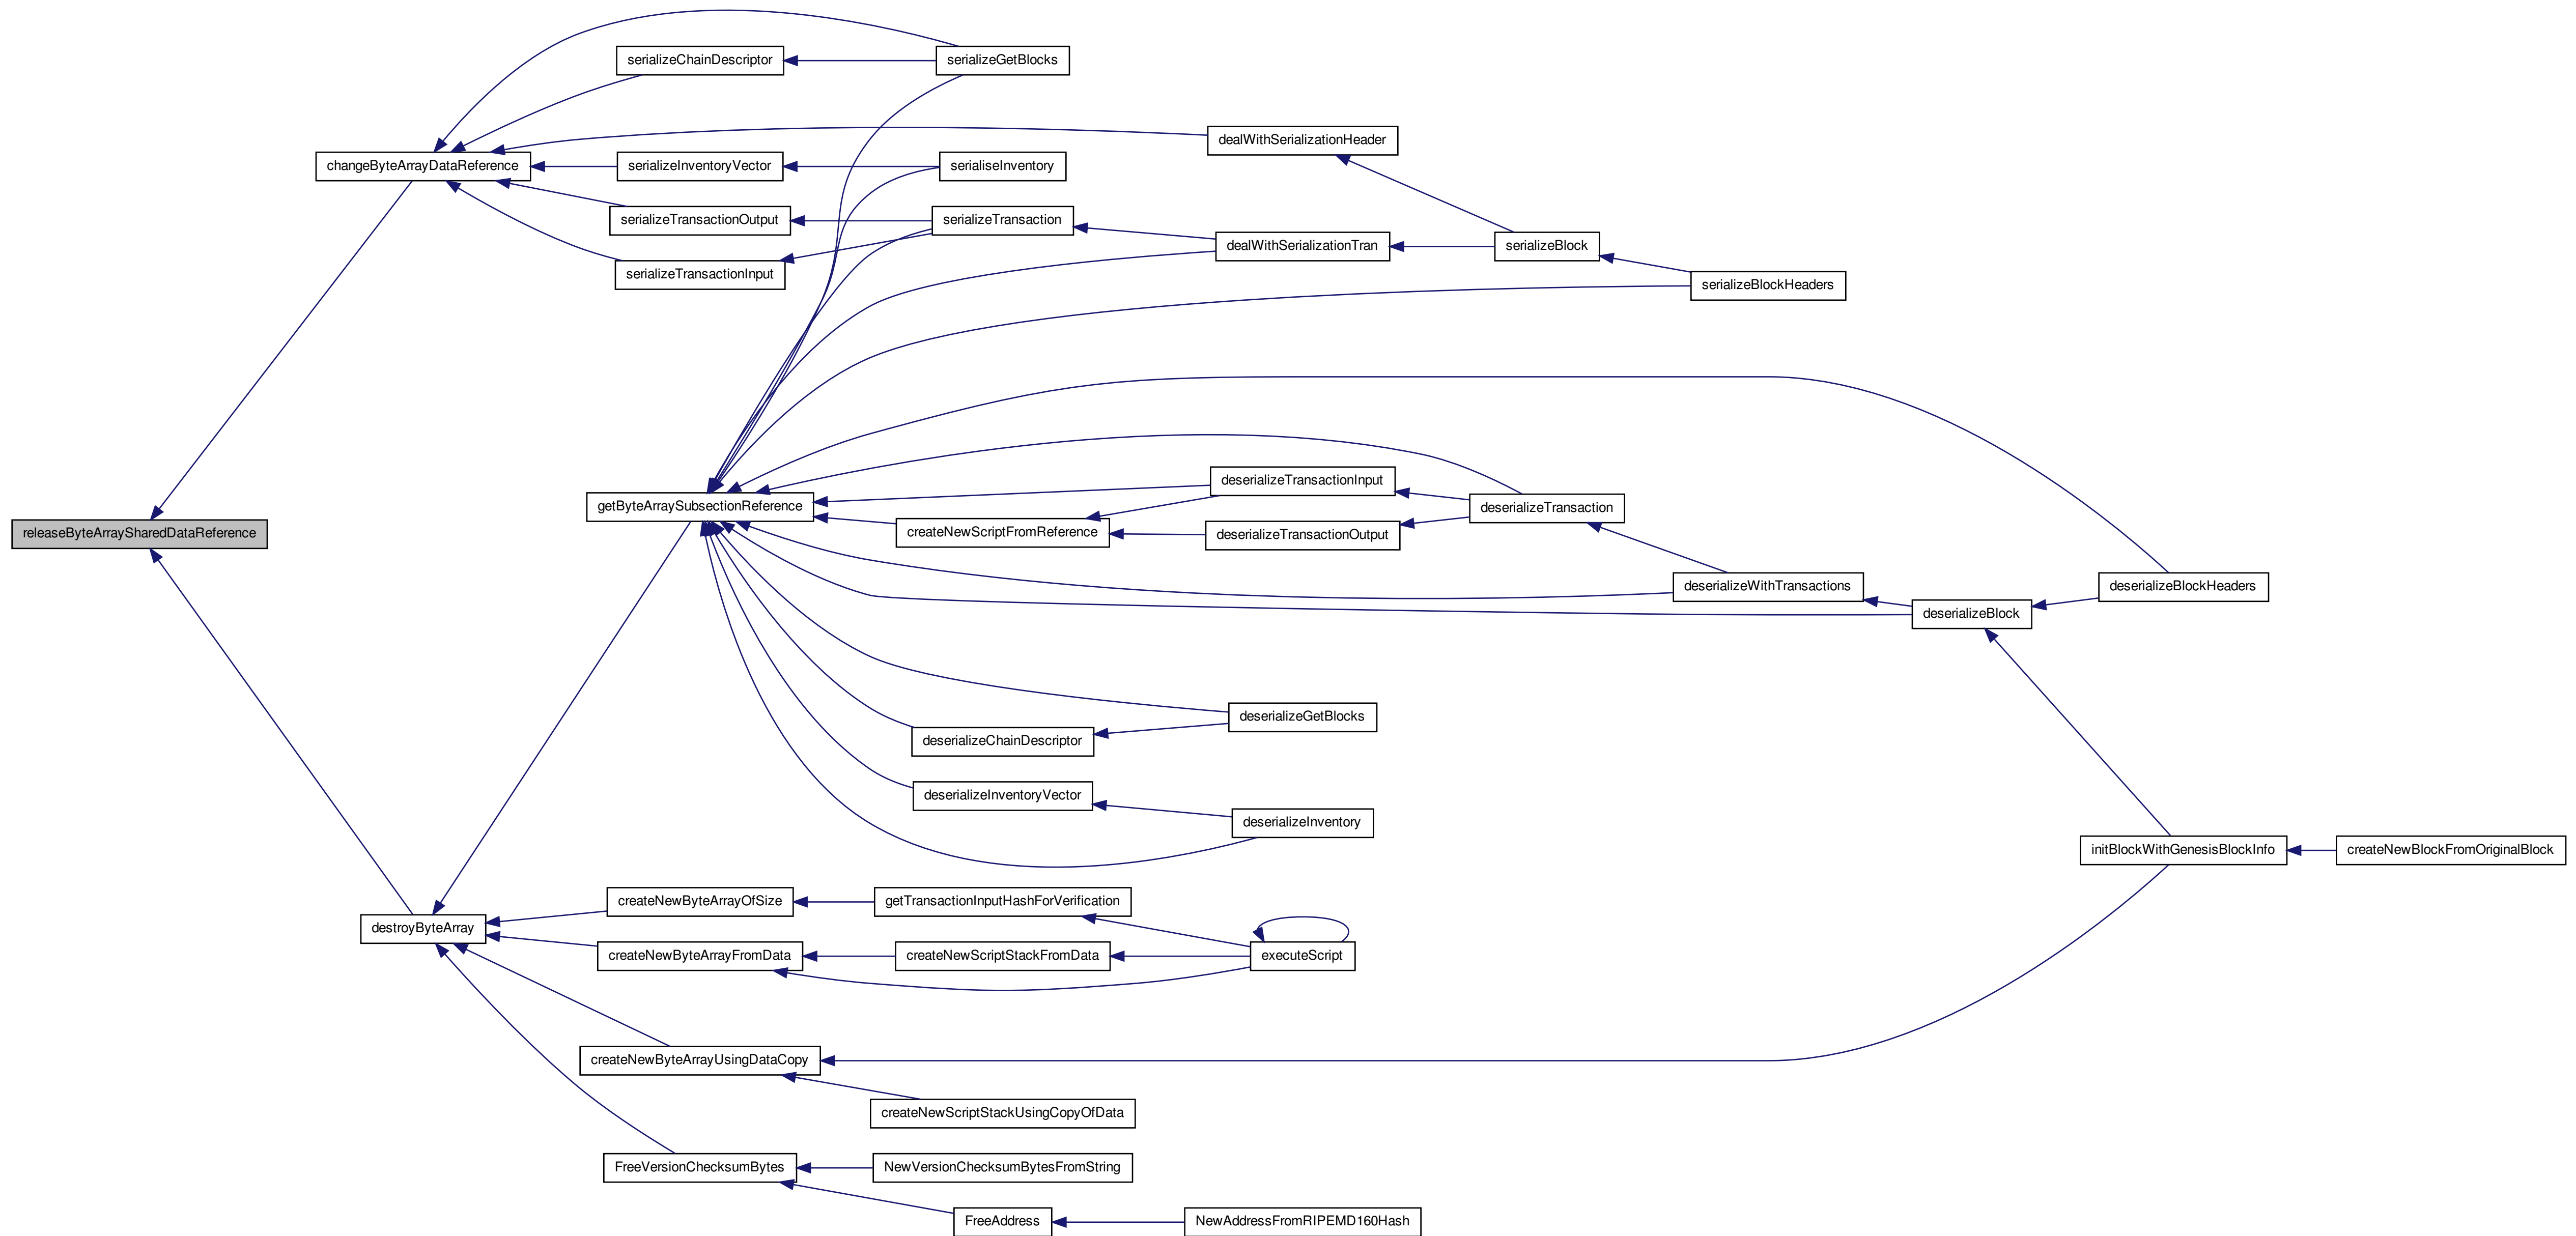 serializeChainDescriptor
serializeGetBlocks
dealWithSerializationHeader
changeByteArrayDataReference
serializeInventoryVector
serialiseInventory
serializeTransactionOutput
serializeTransaction
dealWithSerializationTran
serializeBlock
serializeTransactionInput
serializeBlockHeaders
deserializeTransactionInput
getByteArraySubsectionReference
deserializeTransaction
releaseByteArraySharedDataReference
createNewScriptFromReference
deserializeTransactionOutput
deserializeWithTransactions
deserializeBlockHeaders
deserializeBlock
deserializeGetBlocks
deserializeChainDescriptor
deserializeInventoryVector
deserializeInventory
initBlockWithGenesisBlockInfo
createNewBlockFromOriginalBlock
createNewByteArrayOfSize
getTransactionInputHashForVerification
destroyByteArray
createNewByteArrayFromData
createNewScriptStackFromData
executeScript
createNewByteArrayUsingDataCopy
createNewScriptStackUsingCopyOfData
FreeVersionChecksumBytes
NewVersionChecksumBytesFromString
FreeAddress
NewAddressFromRIPEMD160Hash